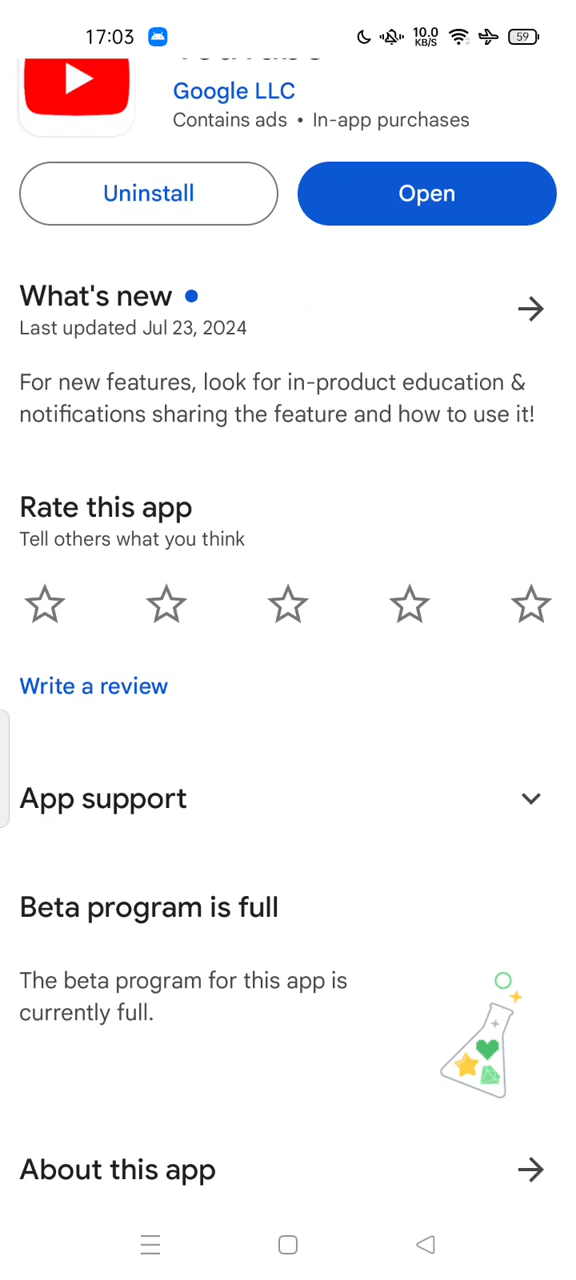 17:03
10.0
KB/S
59
Google LLC
Contains ads • In-app purchases
Uninstall
Open
What's new
Last updated Jul 23, 2024
For new features, look for in-product education &
notifications sharing the feature and how to use it!
Rate this app
Tell others what you think
Write a review
App support
Beta program is full
The beta program for this app is
currently full.
About this app